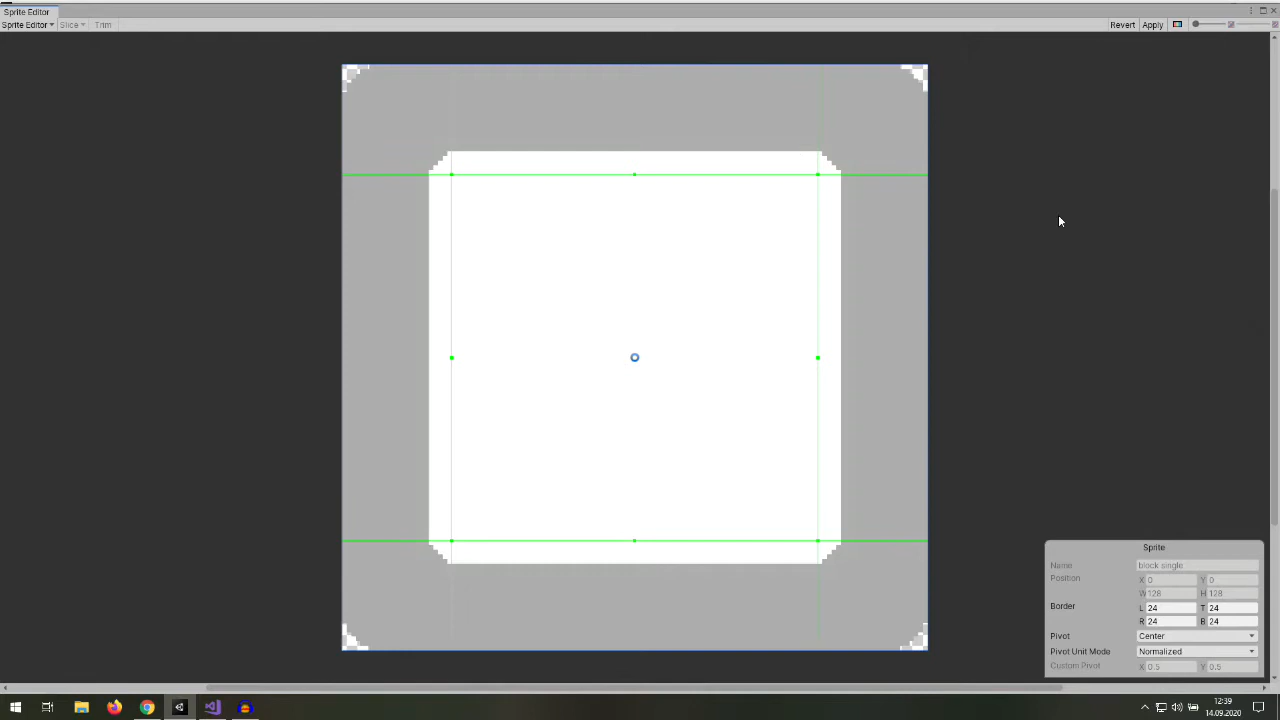 Sprite Editor
Sprite Editor Slice Trim Revert Apply
Sprite
Name block single
Position X 0 Y 0
W 128 H 128
Border L 24 T 24
R 24 B 24
Pivot Center
Pivot Unit Mode Normalized
Custom Pivot X 0.5 Y 0.5
12:39
14.09.2020